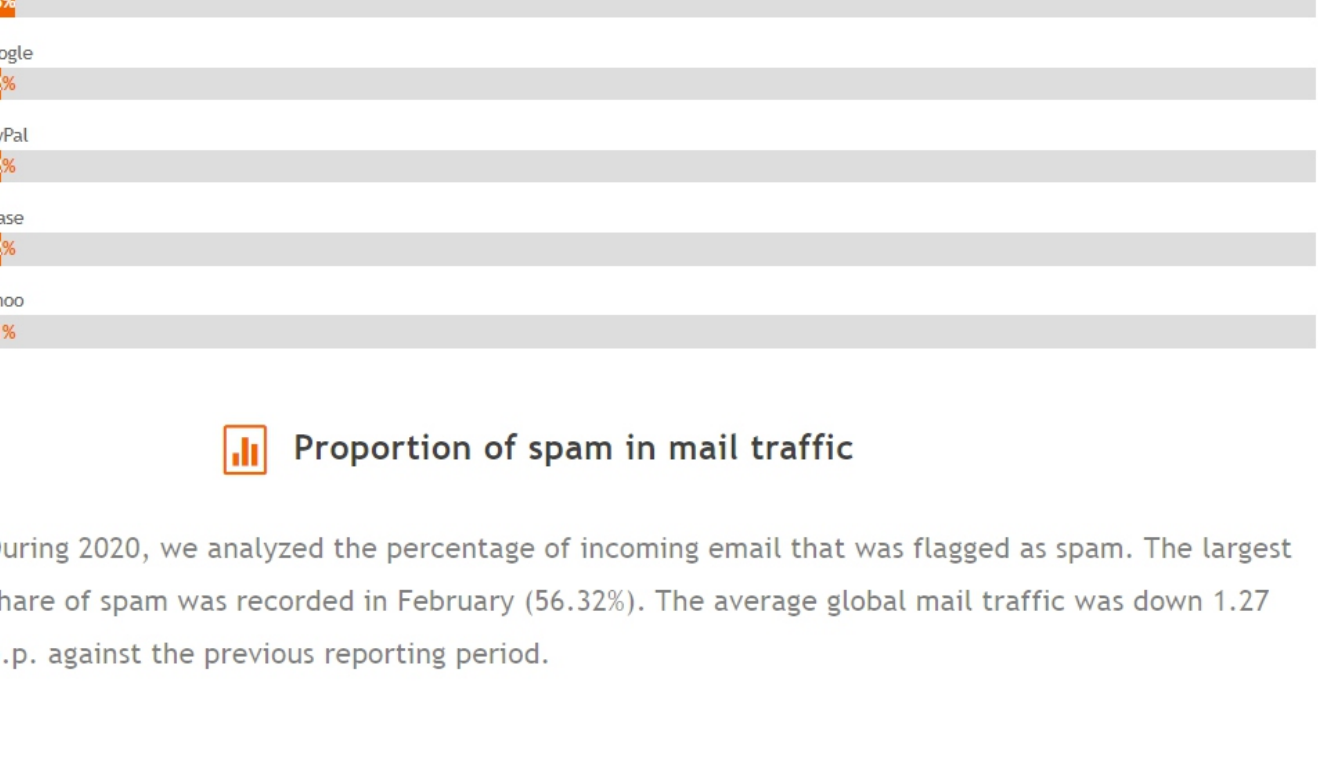 %
ogle
%
Pal
%
ase
%
hoo
%
Proportion of spam in mail traffic
uring 2020, we analyzed the percentage of incoming email that was flagged as spam. The largest
hare of spam was recorded in February (56.32%). The average global mail traffic was down 1.27
.p. against the previous reporting period.